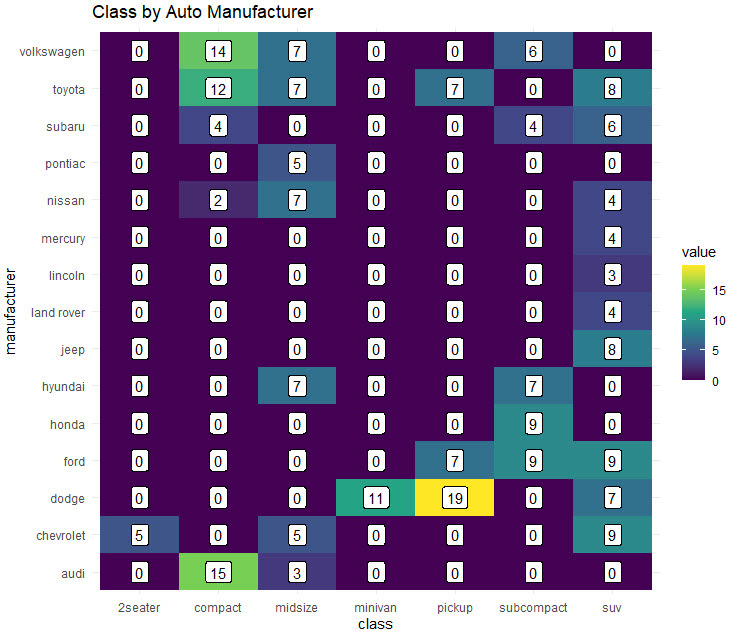 Class by Auto Manufacturer
manufacturer
volkswagen 0 14 7 0 0 6 0
toyota 0 12 7 0 7 0 8
subaru 0 4 0 0 0 4 6
pontiac 0 0 5 0 0 0 0
nissan 0 2 7 0 0 0 4
mercury 0 0 0 0 0 0 4
lincoln 0 0 0 0 0 0 3
land rover 0 0 0 0 0 0 4
jeep 0 0 0 0 0 0 8
hyundai 0 0 7 0 0 7 0
honda 0 0 0 0 0 9 0
ford 0 0 0 0 7 9 9
dodge 0 0 0 11 19 0 7
chevrolet 5 0 5 0 0 0 9
audi 0 15 3 0 0 0 0
2seater compact midsize minivan pickup subcompact suv
class
value
15
10
5
0